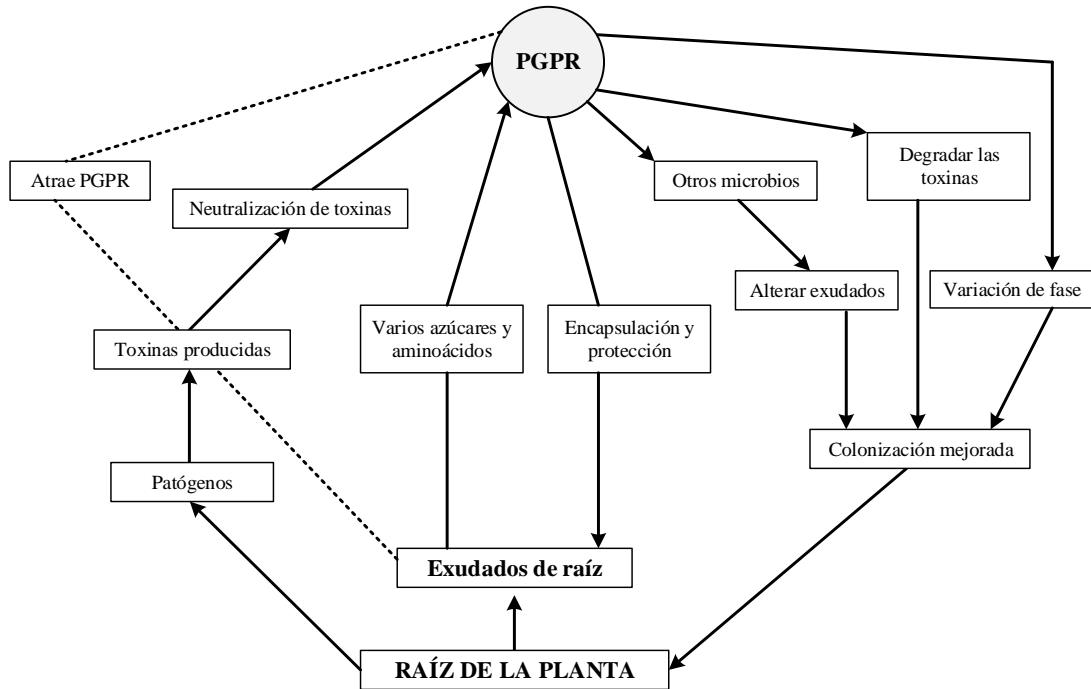 PGPR
Atrae PGPR
Neutralización de toxinas
Otros microbios
Degradar las
toxinas
Toxinas producidas
Varios azúcares y
aminoácidos
Encapsulación y
protección
Alterar exudados
Variación de fase
Patógenos
Colonización mejorada
Exudados de raíz
RAÍZ DE LA PLANTA